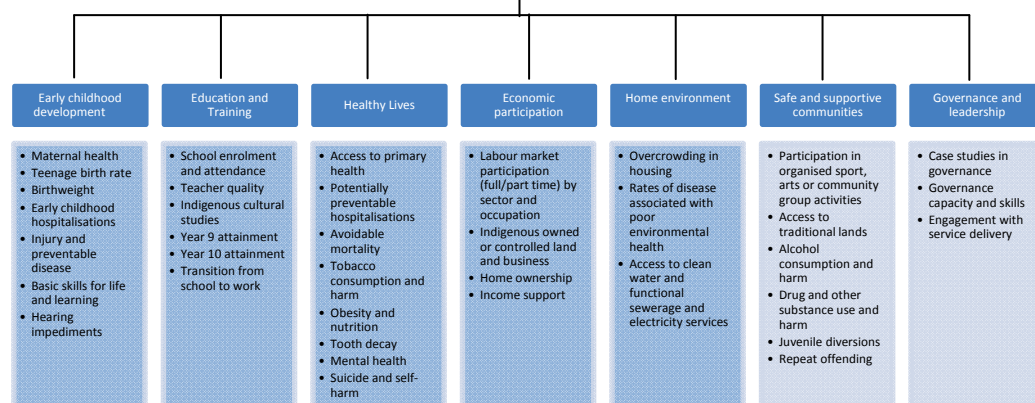 Early childhood
development
Education and
Training
Healthy Lives
Economic
participation
Home environment
Safe and supportive
communities
Governance and
leadership
• Maternal health
• Teenage birth rate
• Birthweight
• Early childhood
hospitalisations
• Injury and
preventable
disease
• Basic skills for life
and learning
• Hearing
impediments
• School enrolment
and attendance
• Teacher quality
• Indigenous cultural
studies
• Year 9 attainment
• Year 10 attainment
• Transition from
school to work
• Access to primary
health
• Potentially
preventable
hospitalisations
• Avoidable
mortality
• Tobacco
consumption and
harm
• Obesity and
nutrition
• Tooth decay
• Mental health
• Suicide and self-
harm
• Labour market
participation
(full/part time) by
sector and
occupation
• Indigenous owned
or controlled land
and business
• Home ownership
• Income support
• Overcrowding in
housing
• Rates of disease
associated with
poor
environmental
health
• Access to clean
water and
functional
sewerage and
electricity services
• Participation in
organised sport,
arts or community
group activities
• Access to
traditional lands
• Alcohol
consumption and
harm
• Drug and other
substance use and
harm
• Juvenile diversions
• Repeat offending
• Case studies in
governance
• Governance
capacity and skills
• Engagement with
service delivery